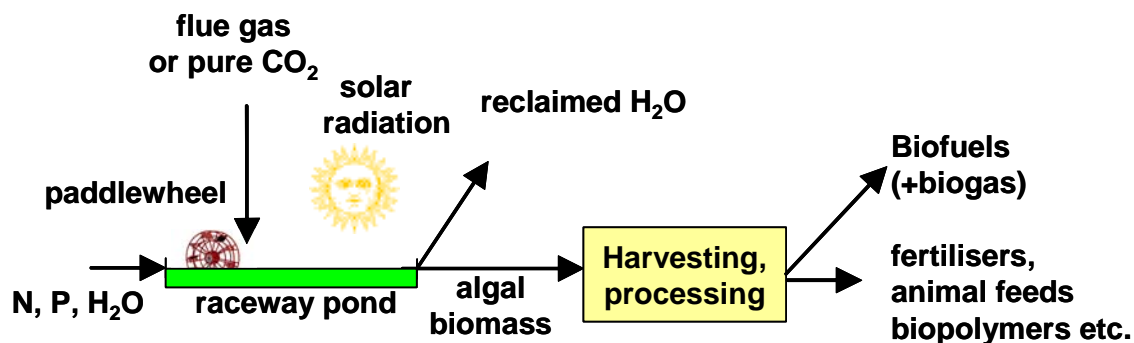 flue gas
or pure CO₂
solar
radiation
reclaimed H₂O
Biofuels
(+biogas)
paddlewheel
Harvesting,
processing
fertilisers,
animal feeds
biopolymers etc.
N, P, H₂O
raceway pond
algal
biomass